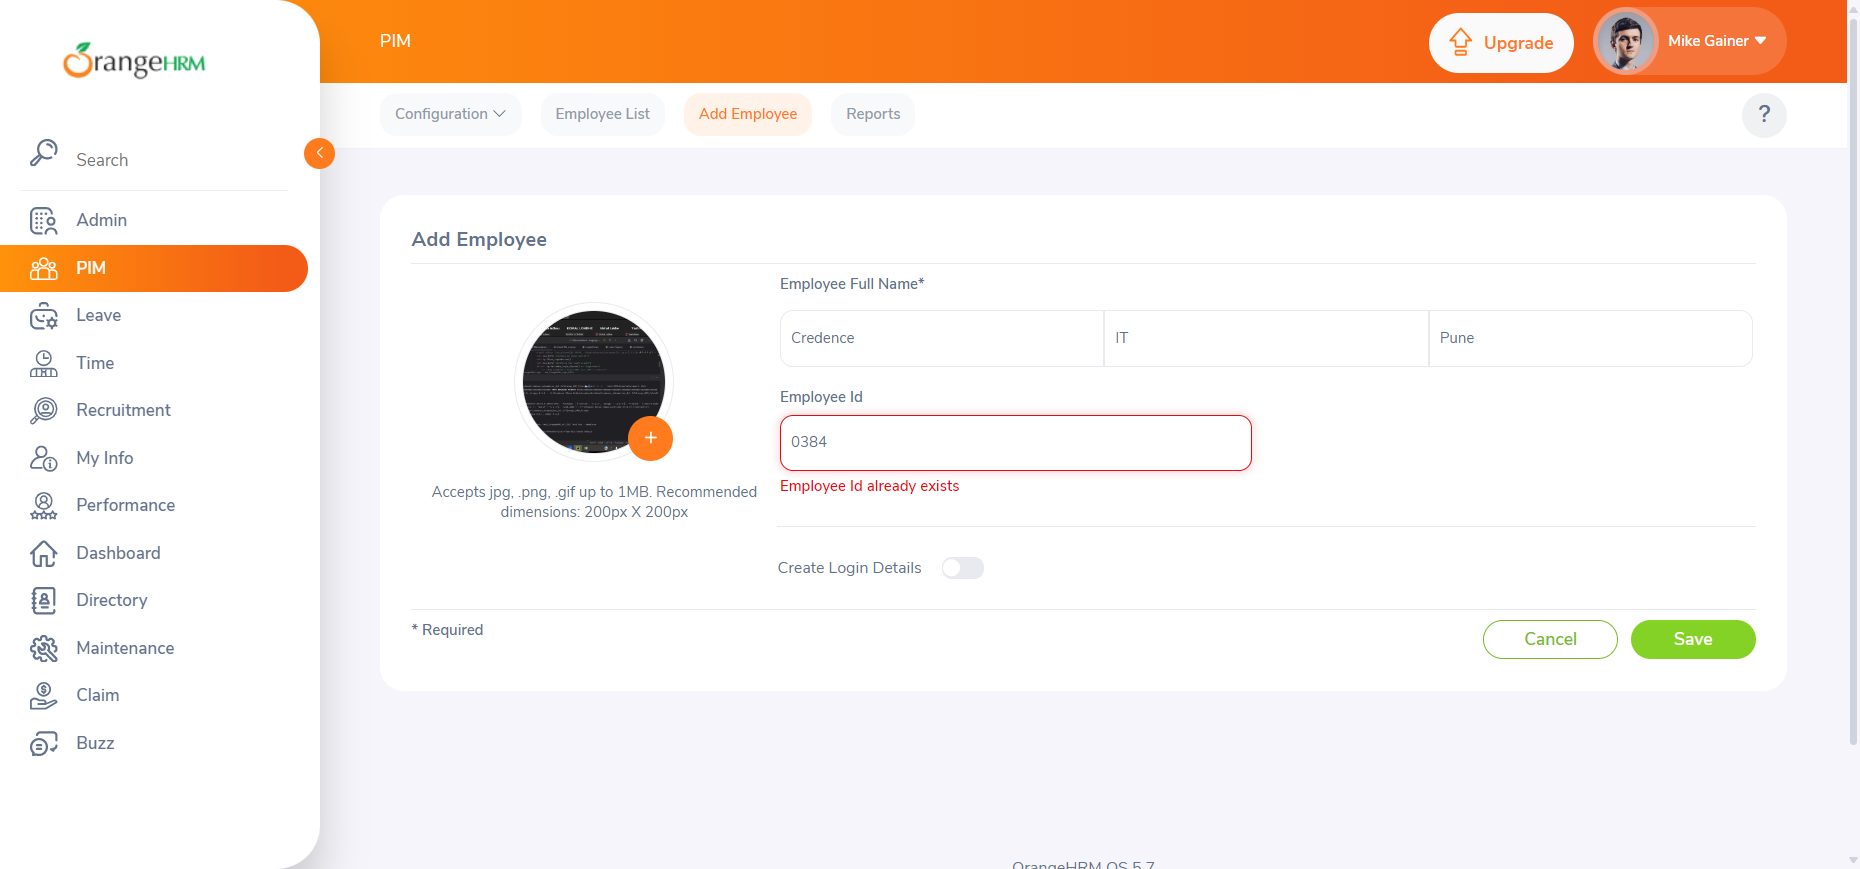 OrangeHRM
Search
Admin
PIM
Leave
Time
Recruitment
My Info
Performance
Dashboard
Directory
Maintenance
Claim
Buzz
PIM
Upgrade
Mike Gainer
Configuration
Employee List
Add Employee
Reports
?
Add Employee
Employee Full Name*
Credence
IT
Pune
Employee Id
0384
Employee Id already exists
Accepts jpg, .png, .gif up to 1MB. Recommended
dimensions: 200px X 200px
Create Login Details
* Required
Cancel
Save
OrangeHRM OS 5.7